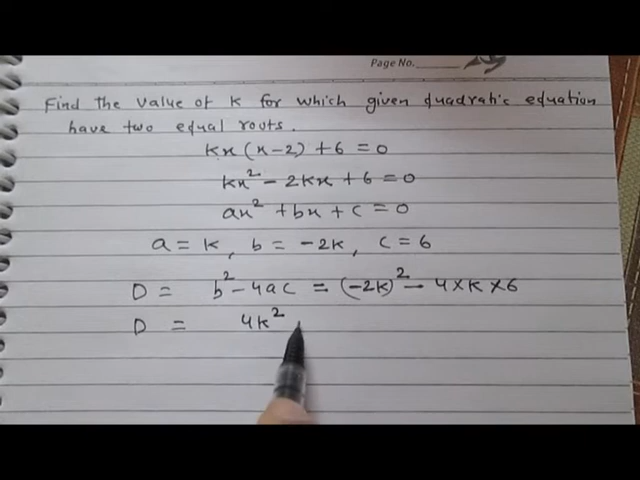 Page No.
Find the value of k for which given quadratic equation
have two equal routs.
kx(x-2)+6=0
kx² - 2kx + 6 = 0
ax² + bx + c = 0
a = k, b = -2k, c = 6
D = b² - 4ac = (-2k)² - 4×k×6
D = 4k²